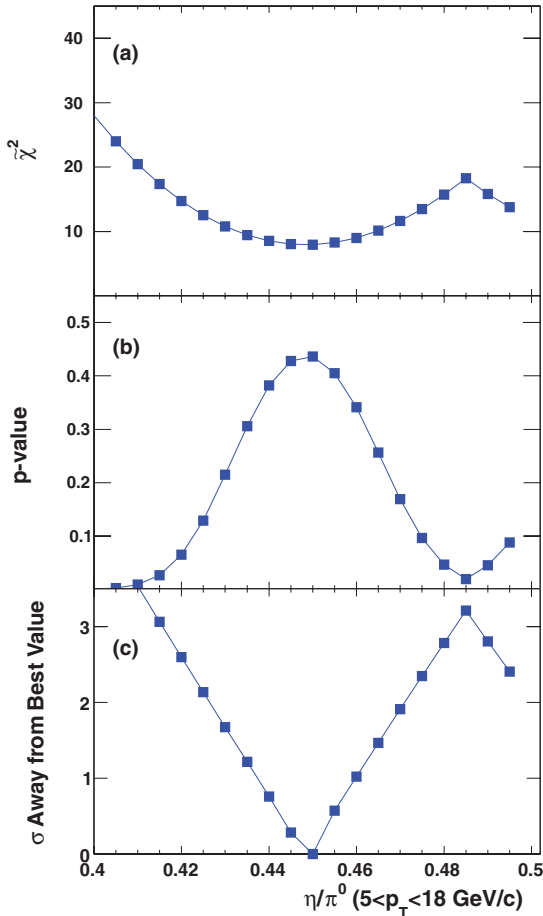 (a)
40
30
20
10
χ̃²
(b)
0.5
0.4
0.3
0.2
0.1
p-value
(c)
3
2
1
0
σ Away from Best Value
0.4 0.42 0.44 0.46 0.48 0.5
η/π⁰ (5<p_T<18 GeV/c)